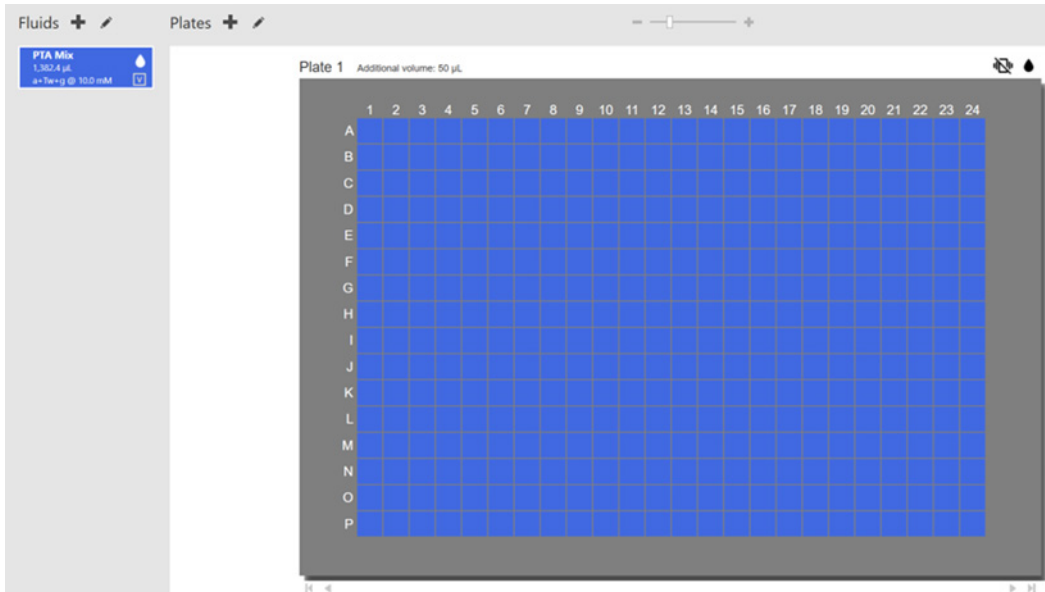 Fluids
Plates
PTA Mix
1,382.4 µL
a+Tw+g @ 10.0 mM
V
Plate 1 Additional volume: 50 µL
1 2 3 4 5 6 7 8 9 10 11 12 13 14 15 16 17 18 19 20 21 22 23 24
A
B
C
D
E
F
G
H
I
J
K
L
M
N
O
P